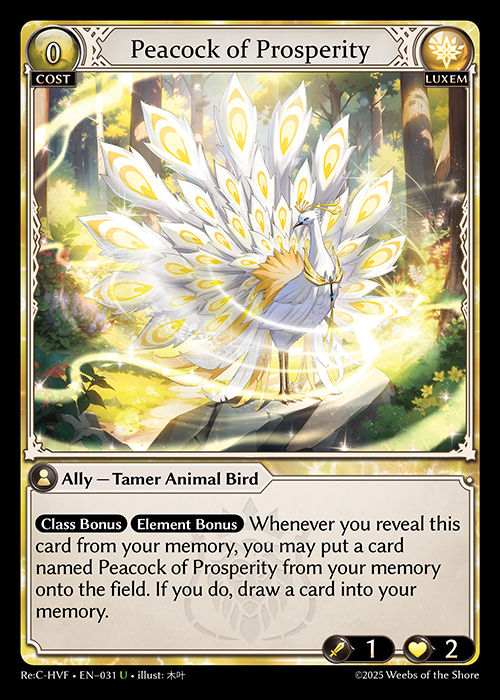 0
COST
Peacock of Prosperity
LUXEM
Ally — Tamer Animal Bird
Class Bonus Element Bonus Whenever you reveal this
card from your memory, you may put a card
named Peacock of Prosperity from your memory
onto the field. If you do, draw a card into your
memory.
1
2
Re:C-HVF • EN-031 U • illust: 木叶
©2025 Weebs of the Shore